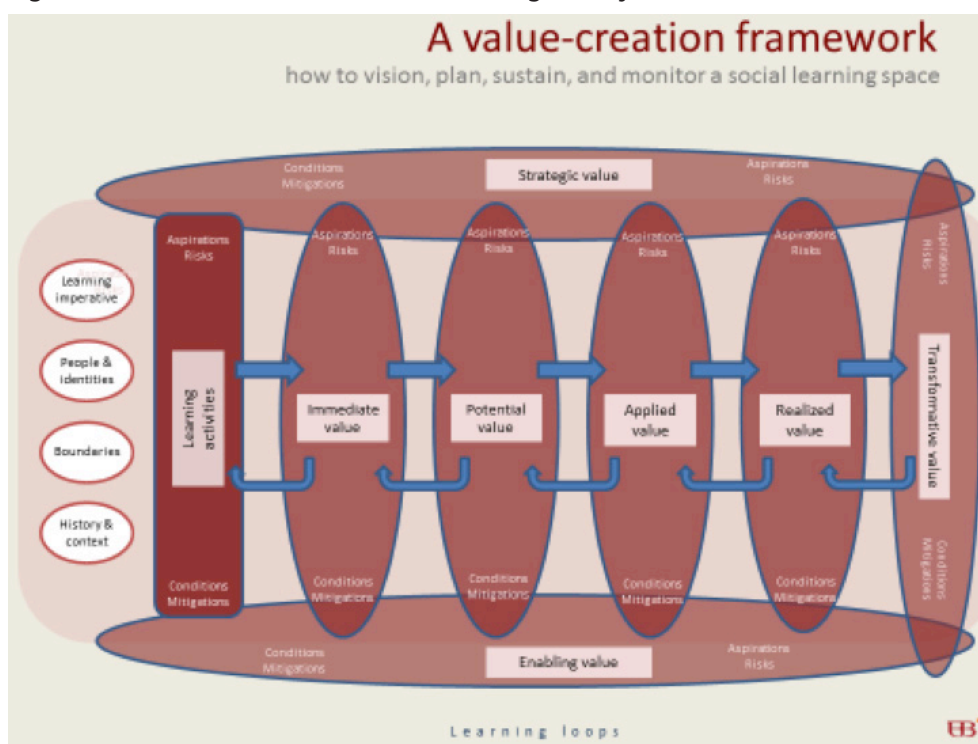 A value-creation framework
how to vision, plan, sustain, and monitor a social learning space
Conditions
Mitigations
Strategic value
Aspirations
Risks
Learning
imperative
People &
identities
Boundaries
History &
context
Aspirations
Risks
Learning
activities
Conditions
Mitigations
Aspirations
Risks
Immediate
value
Conditions
Mitigations
Aspirations
Risks
Potential
value
Conditions
Mitigations
Aspirations
Risks
Applied
value
Conditions
Mitigations
Aspirations
Risks
Realized
value
Conditions
Mitigations
Aspirations
Risks
Transformative value
Conditions
Mitigations
Conditions
Mitigations
Enabling value
Aspirations
Risks
Learning loops